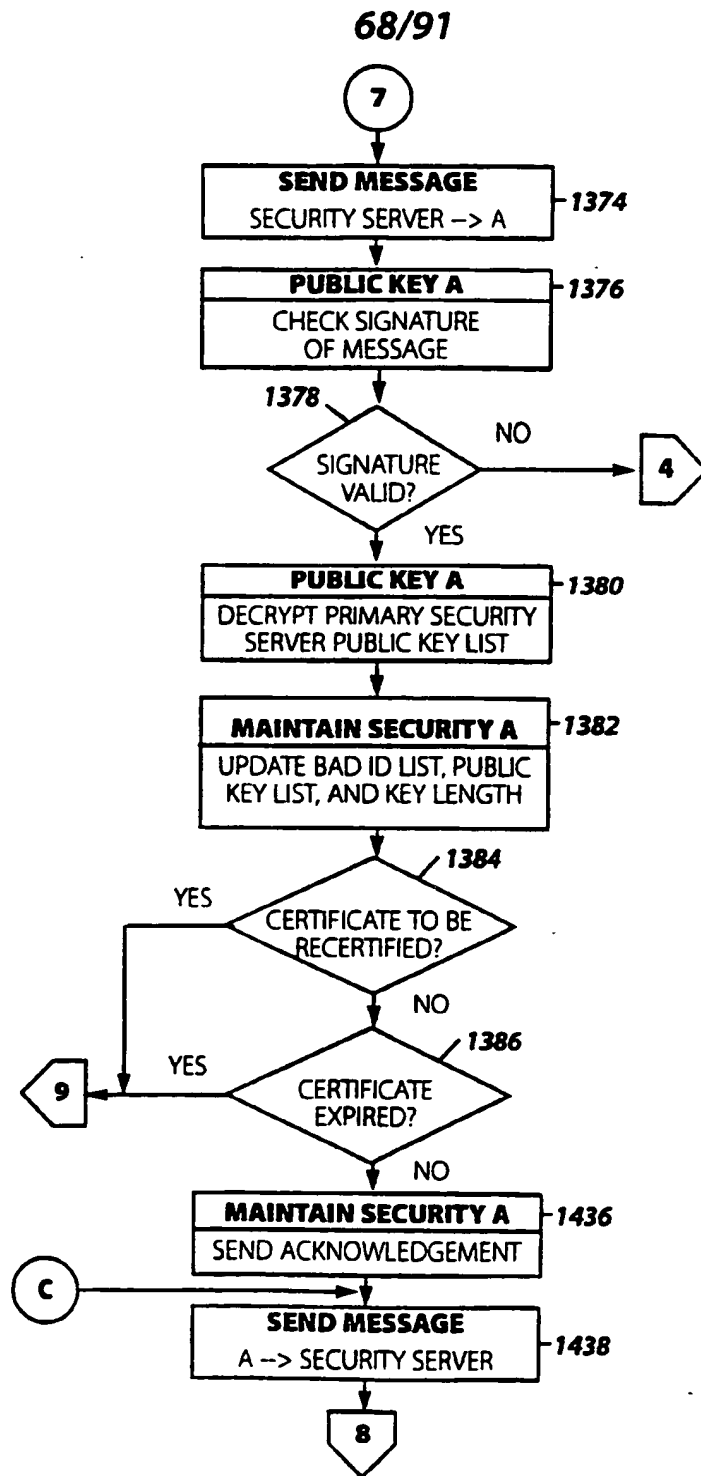 68/91
7
SEND MESSAGE
SECURITY SERVER --> A
1374
PUBLIC KEY A
CHECK SIGNATURE
OF MESSAGE
1376
1378
SIGNATURE
VALID?
NO
4
YES
PUBLIC KEY A
DECRYPT PRIMARY SECURITY
SERVER PUBLIC KEY LIST
1380
MAINTAIN SECURITY A
UPDATE BAD ID LIST, PUBLIC
KEY LIST, AND KEY LENGTH
1382
1384
YES
CERTIFICATE TO BE
RECERTIFIED?
NO
1386
9
YES
CERTIFICATE
EXPIRED?
NO
MAINTAIN SECURITY A
SEND ACKNOWLEDGEMENT
1436
C
SEND MESSAGE
A --> SECURITY SERVER
1438
8